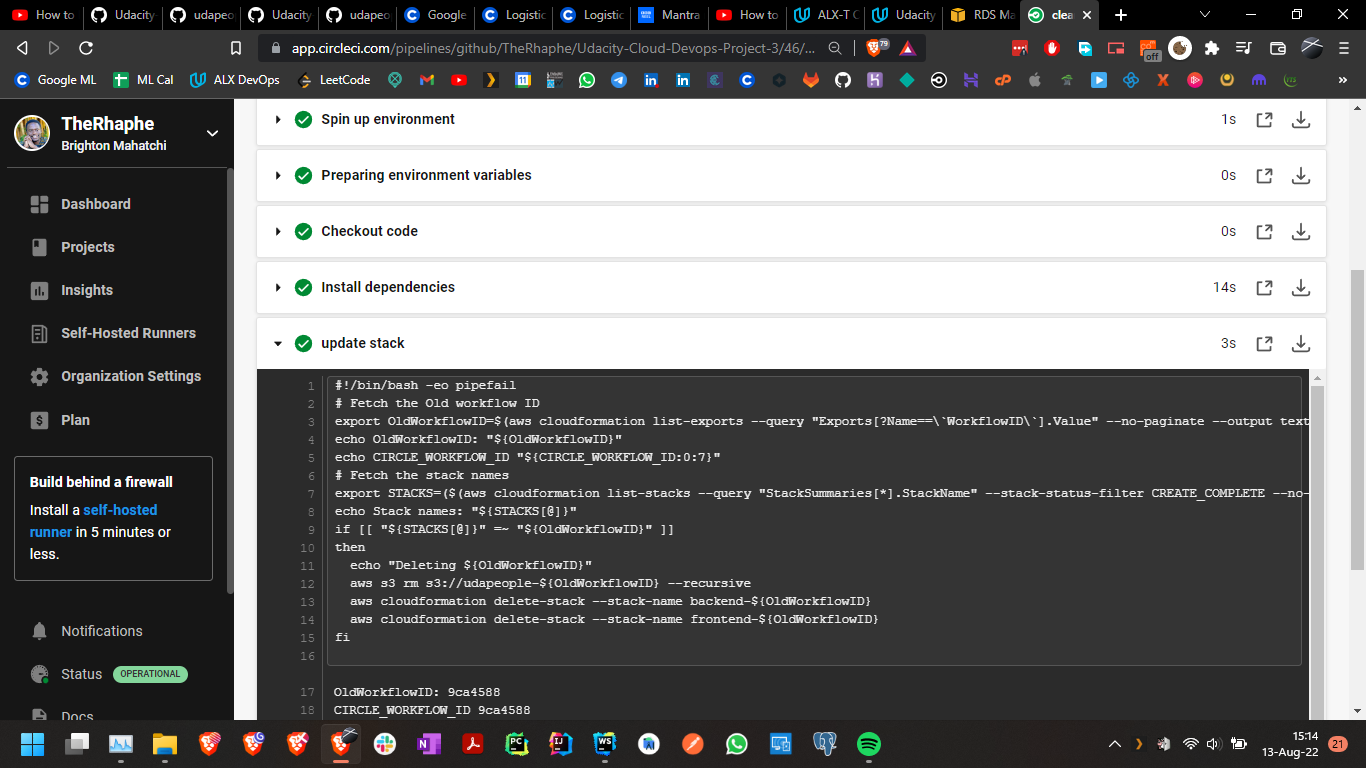 How to
Udacity
udapeo
Udacity
udapeo
Google
Logistic
Logistic
Mantra
How to
ALX-T C
Udacity
RDS Ma
clea
app.circleci.com/pipelines/github/TheRhaphe/Udacity-Cloud-Devops-Project-3/46/...
79
off
Google ML
ML Cal
ALX DevOps
LeetCode
TheRhaphe
Brighton Mahatchi
Dashboard
Projects
Insights
Self-Hosted Runners
Organization Settings
Plan
Build behind a firewall
Install a self-hosted
runner in 5 minutes or
less.
Notifications
Status OPERATIONAL
Docs
Spin up environment 1s
Preparing environment variables 0s
Checkout code 0s
Install dependencies 14s
update stack 3s
1 #!/bin/bash -eo pipefail
2 # Fetch the Old workflow ID
3 export OldWorkflowID=$(aws cloudformation list-exports --query "Exports[?Name==\`WorkflowID\`].Value" --no-paginate --output text
4 echo OldWorkflowID: "${OldWorkflowID}"
5 echo CIRCLE_WORKFLOW_ID "${CIRCLE_WORKFLOW_ID:0:7}"
6 # Fetch the stack names
7 export STACKS=($(aws cloudformation list-stacks --query "StackSummaries[*].StackName" --stack-status-filter CREATE_COMPLETE --no-
8 echo Stack names: "${STACKS[@]}"
9 if [[ "${STACKS[@]}" =~ "${OldWorkflowID}" ]]
10 then
11   echo "Deleting ${OldWorkflowID}"
12   aws s3 rm s3://udapeople-${OldWorkflowID} --recursive
13   aws cloudformation delete-stack --stack-name backend-${OldWorkflowID}
14   aws cloudformation delete-stack --stack-name frontend-${OldWorkflowID}
15 fi
16
17 OldWorkflowID: 9ca4588
18 CIRCLE_WORKFLOW_ID 9ca4588
15:14
13-Aug-22
21